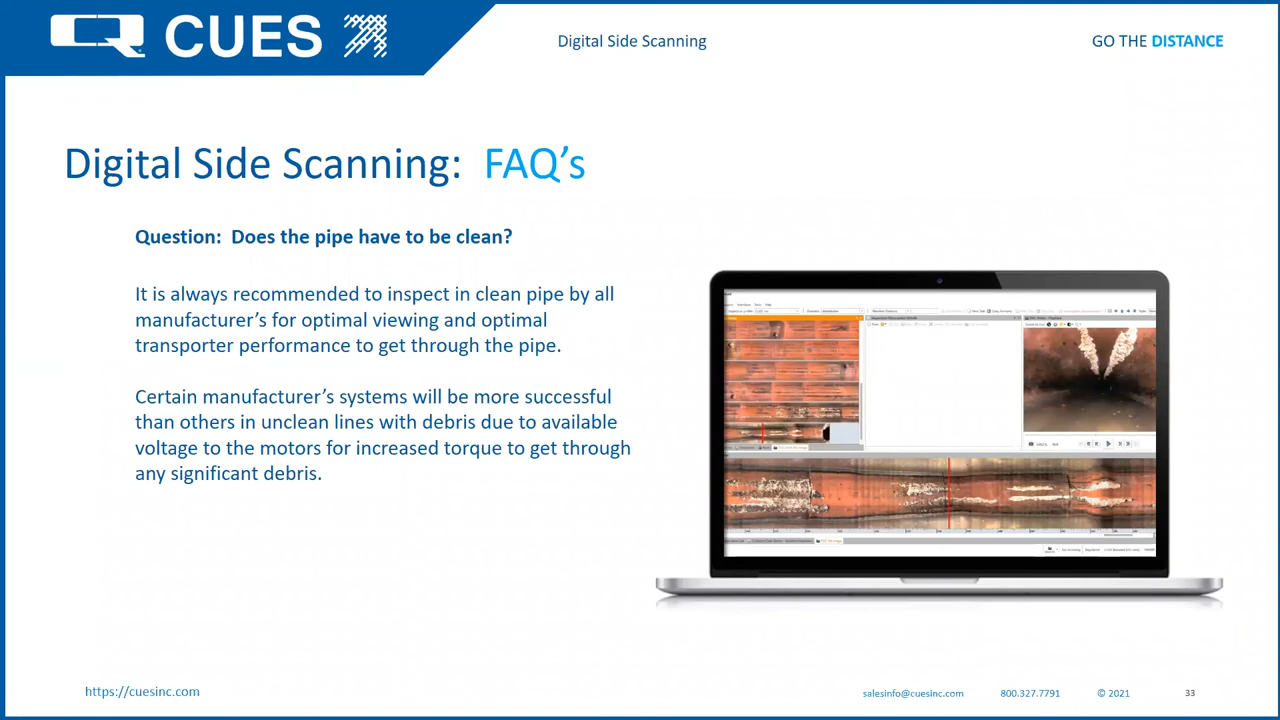 CUES
Digital Side Scanning
GO THE DISTANCE
Digital Side Scanning: FAQ's
Question: Does the pipe have to be clean?
It is always recommended to inspect in clean pipe by all
manufacturer's for optimal viewing and optimal
transporter performance to get through the pipe.
Certain manufacturer's systems will be more successful
than others in unclean lines with debris due to available
voltage to the motors for increased torque to get through
any significant debris.
https://cuesinc.com
salesinfo@cuesinc.com
800.327.7791
© 2021
33